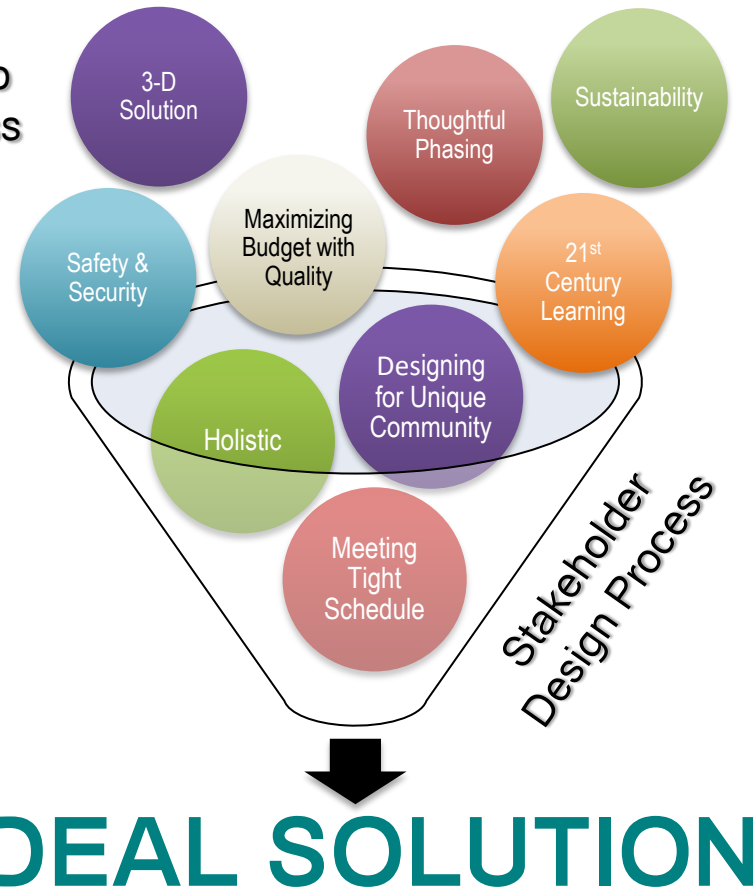 3-D
Solution
Thoughtful
Phasing
Sustainability
Maximizing
Budget with
Quality
Safety &
Security
21st
Century
Learning
Designing
for Unique
Community
Holistic
Meeting
Tight
Schedule
Stakeholder
Design Process
DEAL SOLUTION